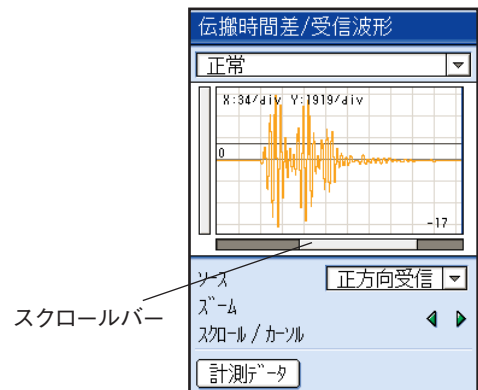 伝搬時間差/受信波形
正常
X:34/div Y:1919/div
0
-17
ソース 正方向受信
ズーム
スクロール / カーソル
スクロールバー
計測データ